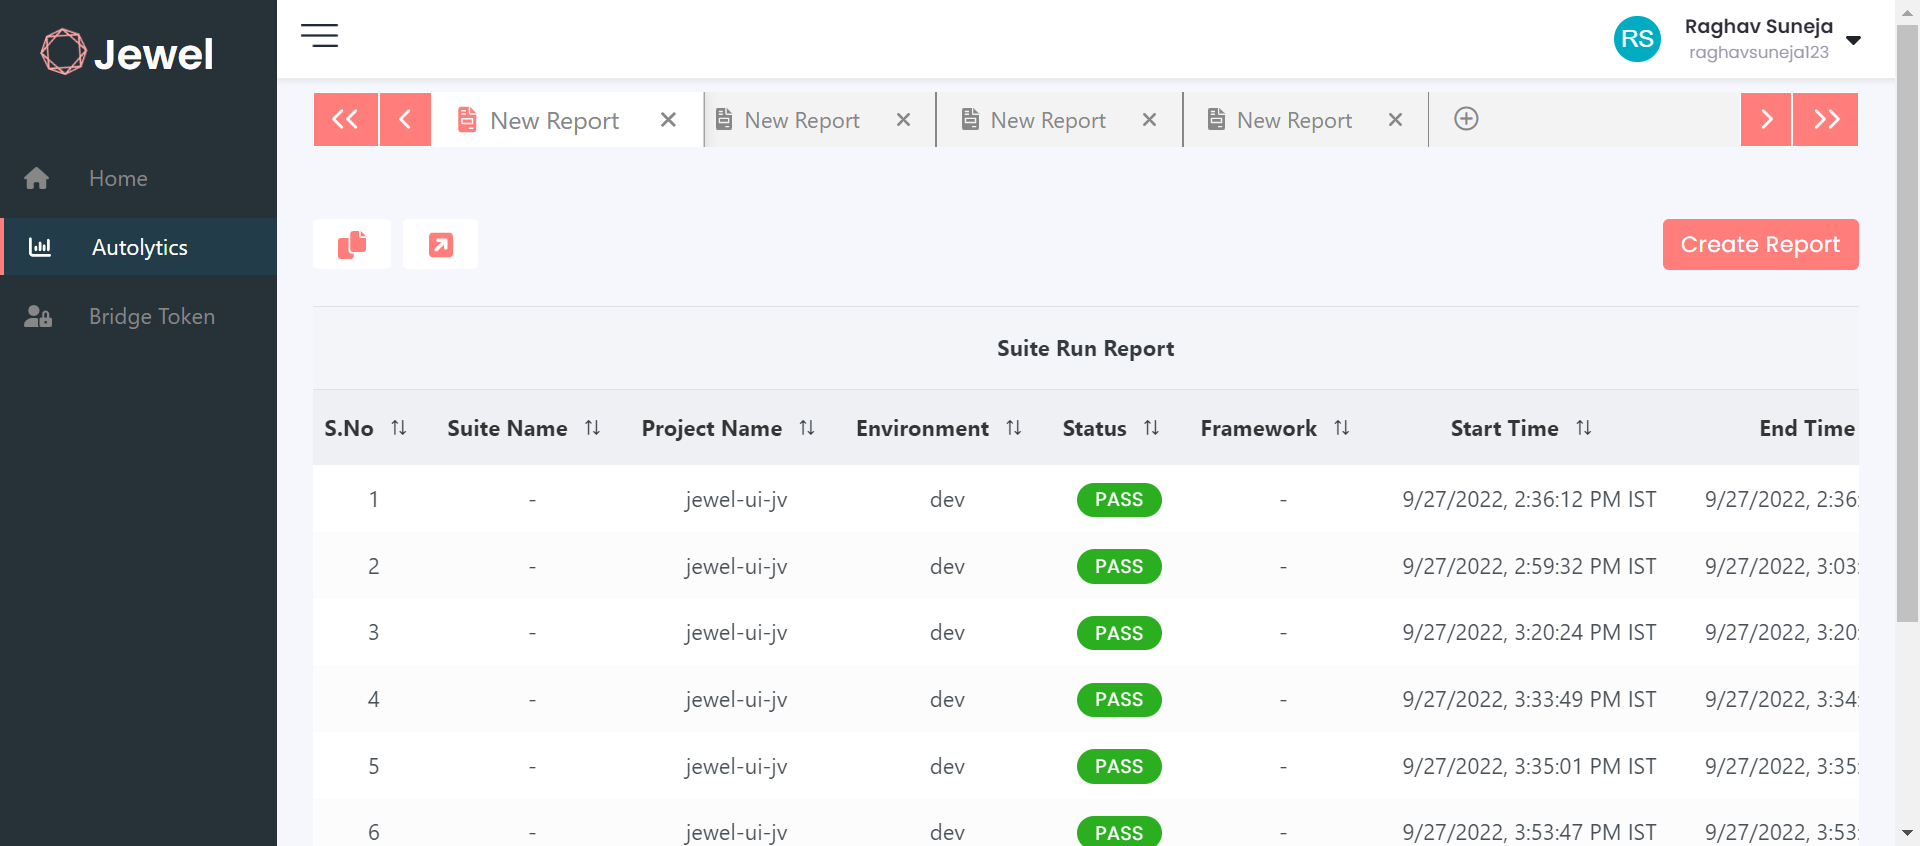 Jewel
Home
Autolytics
Bridge Token
RS
Raghav Suneja
raghavsuneja123
New Report New Report New Report New Report
Create Report
Suite Run Report
S.No Suite Name Project Name Environment Status Framework Start Time End Time
1 - jewel-ui-jv dev PASS - 9/27/2022, 2:36:12 PM IST 9/27/2022, 2:36:
2 - jewel-ui-jv dev PASS - 9/27/2022, 2:59:32 PM IST 9/27/2022, 3:03:
3 - jewel-ui-jv dev PASS - 9/27/2022, 3:20:24 PM IST 9/27/2022, 3:20:
4 - jewel-ui-jv dev PASS - 9/27/2022, 3:33:49 PM IST 9/27/2022, 3:34:
5 - jewel-ui-jv dev PASS - 9/27/2022, 3:35:01 PM IST 9/27/2022, 3:35:
6 - jewel-ui-jv dev PASS - 9/27/2022, 3:53:47 PM IST 9/27/2022, 3:53: